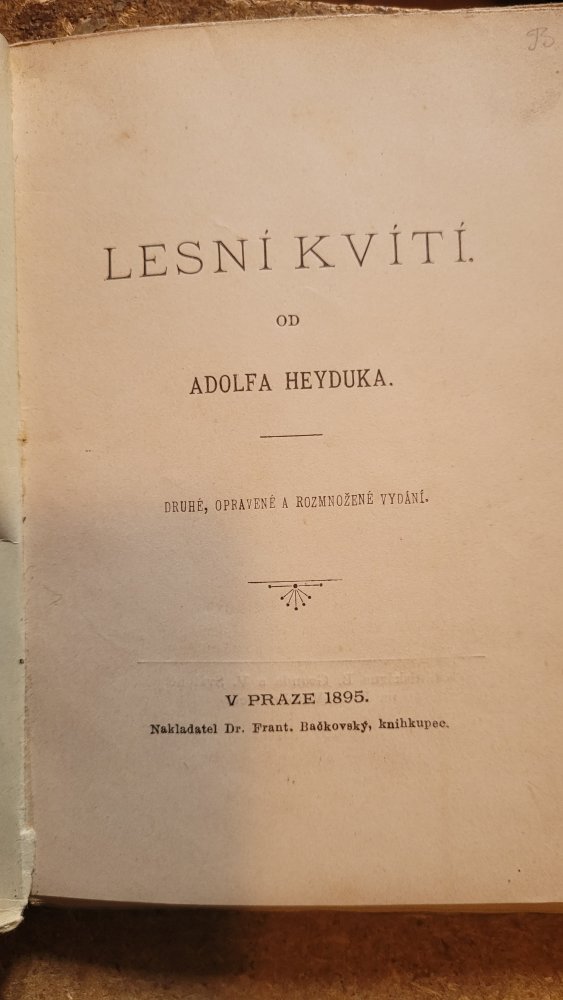 93
LESNÍ KVÍTÍ.
OD
ADOLFA HEYDUKA.
DRUHÉ, OPRAVENÉ A ROZMNOŽENÉ VYDÁNÍ.
V PRAZE 1895.
Nakladatel Dr. Frant. Bačkovský, knihkupec.